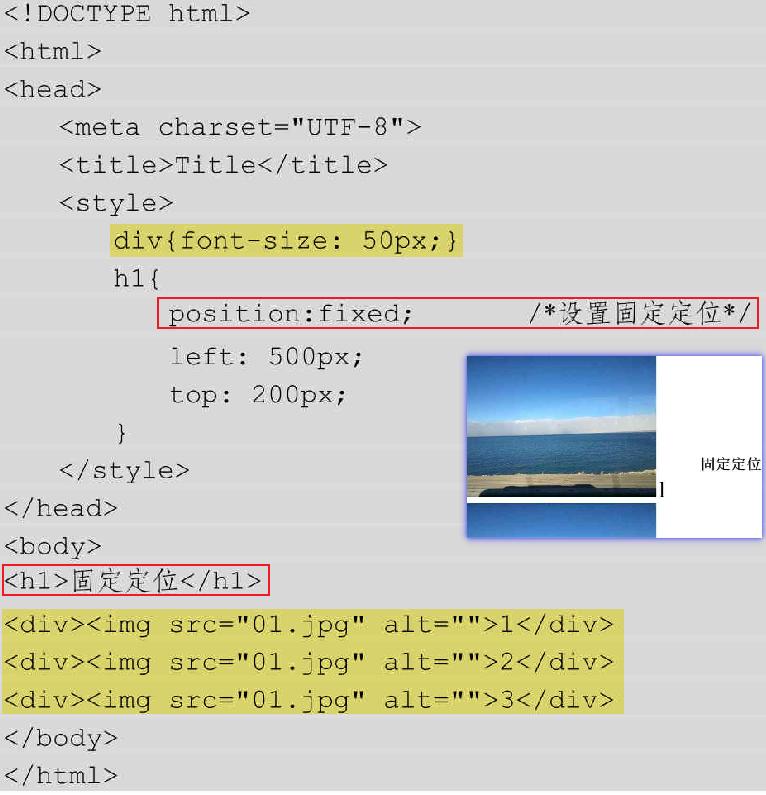 <!DOCTYPE html>
<html>
<head>
<meta charset="UTF-8">
<title>Title</title>
<style>
div{font-size: 50px;}
h1{
position:fixed; /*设置固定定位*/
left: 500px;
top: 200px;
}
</style>
</head>
<body>
<h1>固定定位</h1>
<div><img src="01.jpg" alt="">1</div>
<div><img src="01.jpg" alt="">2</div>
<div><img src="01.jpg" alt="">3</div>
</body>
</html>
固定定位
1